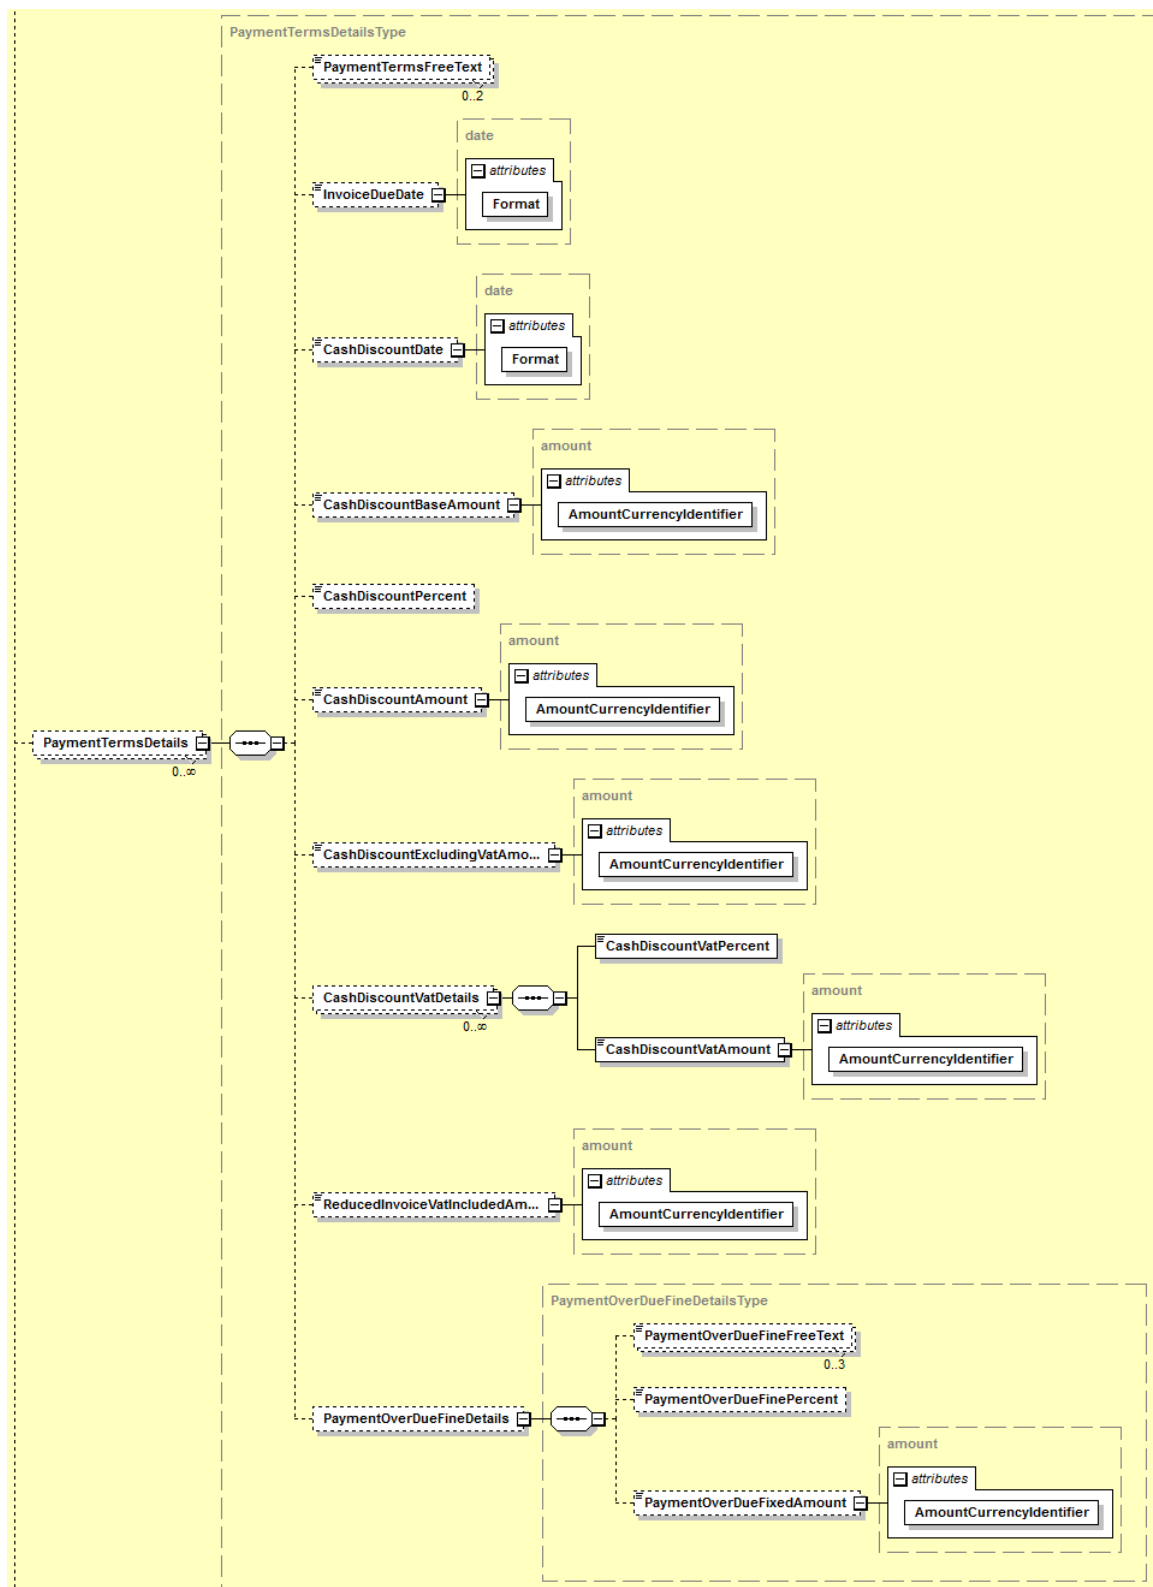 PaymentTermsDetailsType
PaymentTermsFreeText
0..2
date
attributes
InvoiceDueDate
Format
date
attributes
CashDiscountDate
Format
amount
attributes
CashDiscountBaseAmount
AmountCurrencyIdentifier
CashDiscountPercent
amount
attributes
CashDiscountAmount
AmountCurrencyIdentifier
PaymentTermsDetails
0..∞
amount
attributes
CashDiscountExcludingVatAmo...
AmountCurrencyIdentifier
CashDiscountVatPercent
CashDiscountVatDetails
0..∞
amount
attributes
CashDiscountVatAmount
AmountCurrencyIdentifier
amount
attributes
ReducedInvoiceVatIncludedAm...
AmountCurrencyIdentifier
PaymentOverDueFineDetailsType
PaymentOverDueFineFreeText
0..3
PaymentOverDueFinePercent
PaymentOverDueFineDetails
amount
attributes
PaymentOverDueFixedAmount
AmountCurrencyIdentifier